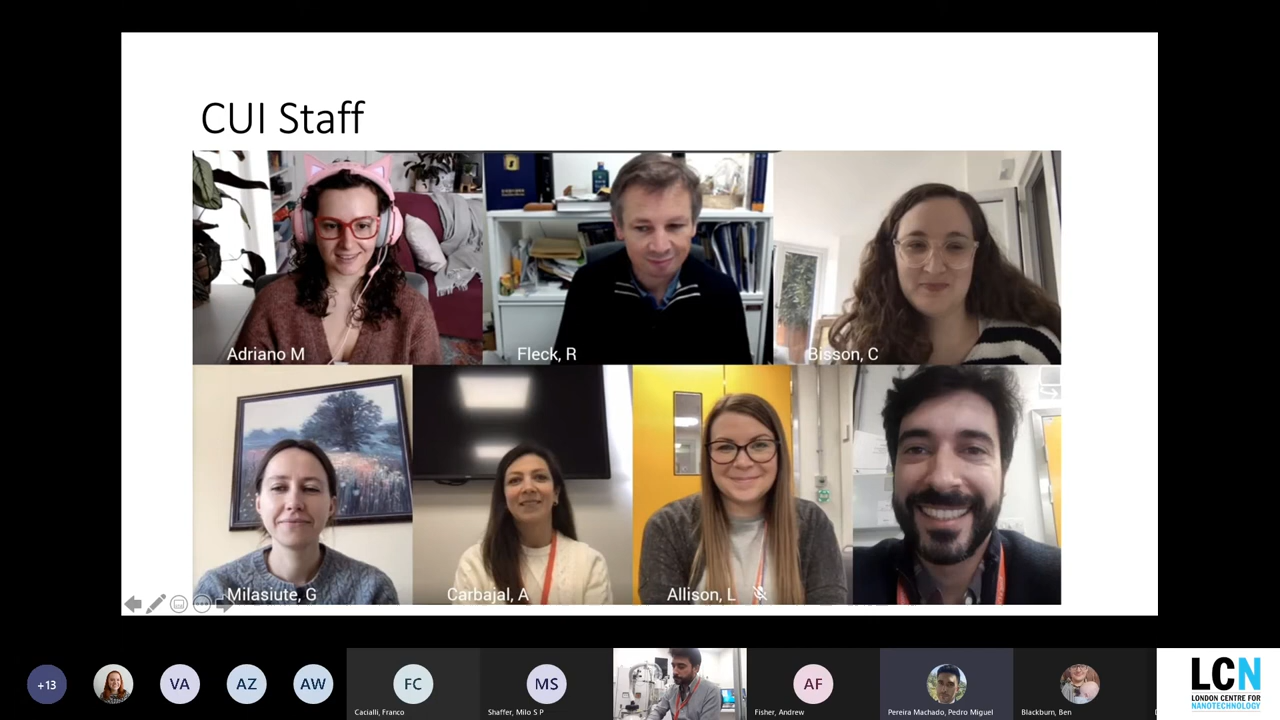 CUI Staff
Adriano M
Fleck, R
Bisson, C
Milasiute, G
Carbajal, A
Allison, L
+13
VA
AZ
AW
FC
MS
AF
Cacialli, Franco
Shaffer, Milo S P
Fisher, Andrew
Pereira Machado, Pedro Miguel
Blackburn, Ben
LCN
LONDON CENTRE FOR
NANOTECHNOLOGY